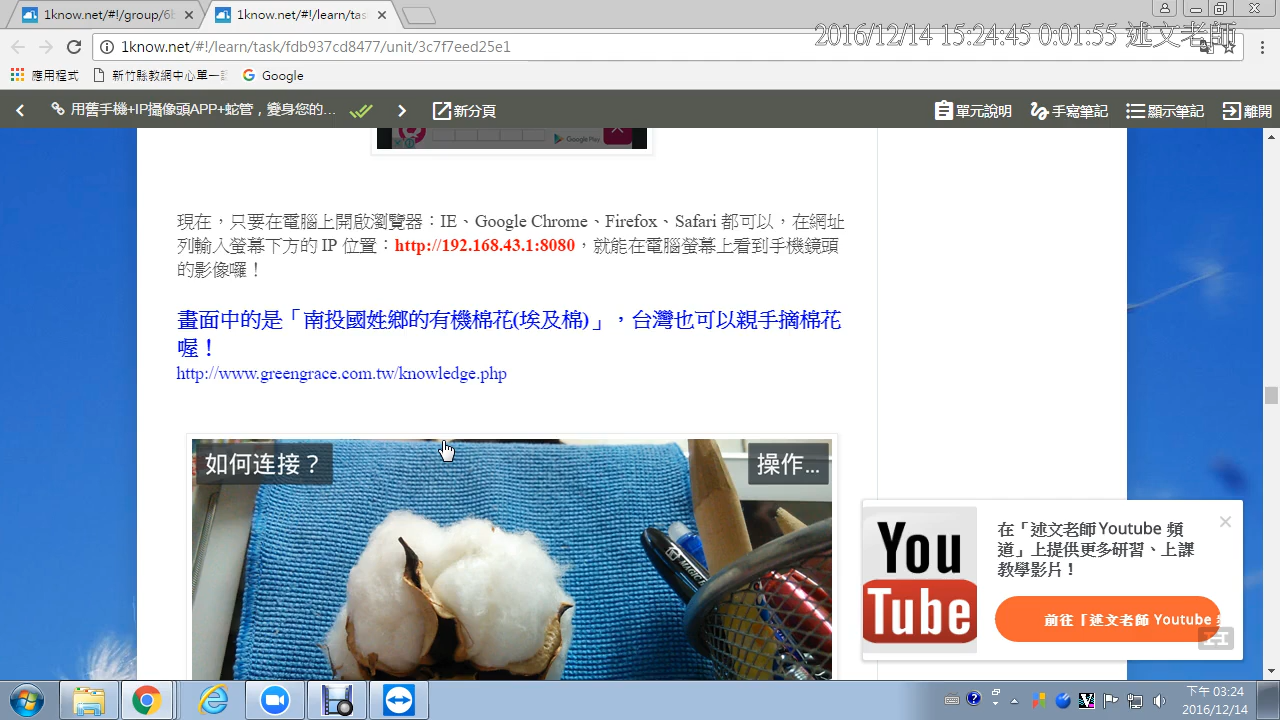 1know.net/#!/group/6
1know.net/#!/learn/tas
2016/12/14 15:24:45 0:01:55 述文老師
1know.net/#!/learn/task/fdb937cd8477/unit/3c7f7eed25e1
應用程式 新竹縣教網中心單一 Google
用舊手機+IP攝像頭APP+蛇管，變身您的... 新分頁 單元說明 手寫筆記 顯示筆記 離開
Google Play
現在，只要在電腦上開啟瀏覽器：IE、Google Chrome、Firefox、Safari 都可以，在網址
列輸入螢幕下方的 IP 位置：http://192.168.43.1:8080，就能在電腦螢幕上看到手機鏡頭
的影像囉！
畫面中的是「南投國姓鄉的有機棉花(埃及棉)」，台灣也可以親手摘棉花
喔！
http://www.greengrace.com.tw/knowledge.php
如何连接？ 操作...
You
Tube
在「述文老師 Youtube 頻
道」上提供更多研習、上課
教學影片！
前往「述文老師 Youtube
下午 03:24
2016/12/14